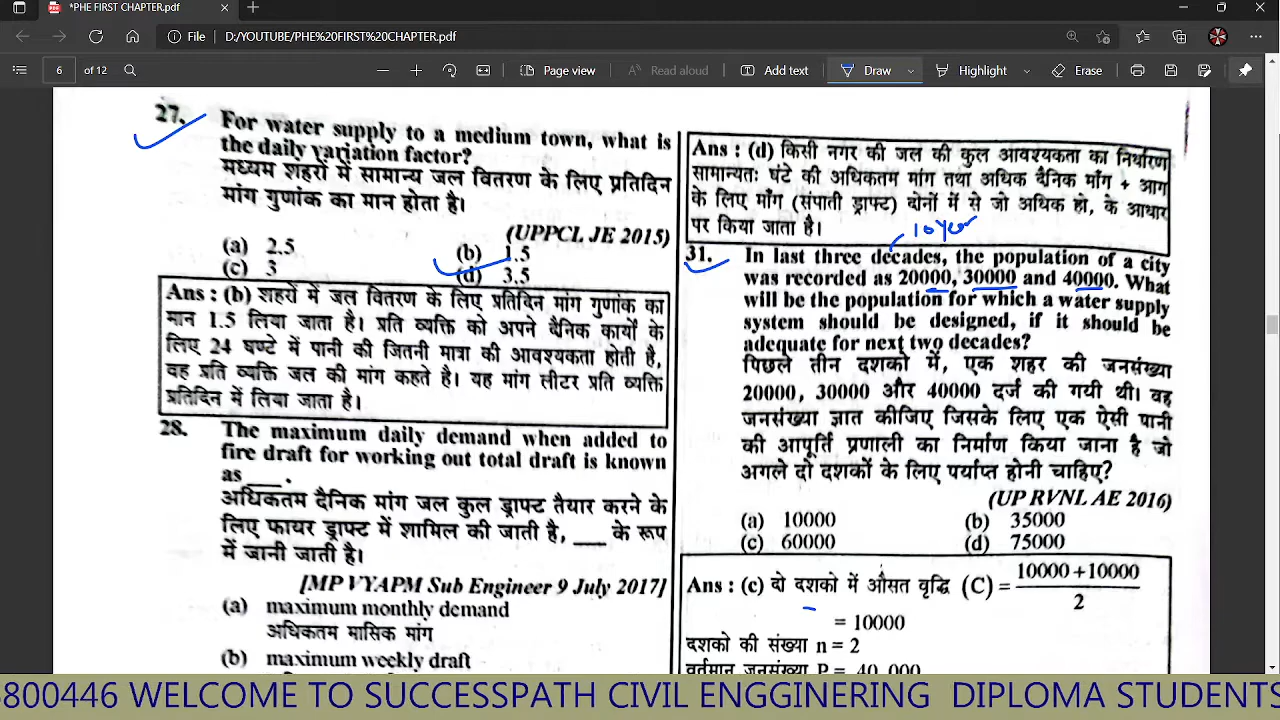 *PHE FIRST CHAPTER.pdf
File D:/YOUTUBE/PHE%20FIRST%20CHAPTER.pdf
6 of 12 Page view Read aloud Add text Draw Highlight Erase
27. For water supply to a medium town, what is
the daily variation factor?
मध्यम शहरों में सामान्य जल वितरण के लिए प्रतिदिन
मांग गुणांक का मान होता है।
(UPPCL JE 2015)
(a) 2.5 (b) 1.5
(c) 3 (d) 3.5
Ans : (b) शहरों में जल वितरण के लिए प्रतिदिन मांग गुणांक का
मान 1.5 लिया जाता है। प्रति व्यक्ति को अपने दैनिक कार्यो के
लिए 24 घण्टे में पानी की जितनी मात्रा की आवश्यकता होती है,
वह प्रति व्यक्ति जल की मांग कहते है। यह मांग लीटर प्रति व्यक्ति
प्रतिदिन में लिया जाता है।
28. The maximum daily demand when added to
fire draft for working out total draft is known
as ___ .
अधिकतम दैनिक मांग जल कुल ड्राफ्ट तैयार करने के
लिए फायर ड्राफ्ट में शामिल की जाती है, ___ के रूप
में जानी जाती है।
[MP VYAPM Sub Engineer 9 July 2017]
(a) maximum monthly demand
अधिकतम मासिक मांग
(b) maximum weekly draft
Ans : (d) किसी नगर की जल की कुल आवश्यकता का निर्धारण
सामान्यतः घंटे की अधिकतम मांग तथा अधिक दैनिक माँग + आग
के लिए माँग (संपाती ड्राफ्ट) दोनों में से जो अधिक हो, के आधार
पर किया जाता है।
10 Year
31. In last three decades, the population of a city
was recorded as 20000, 30000 and 40000. What
will be the population for which a water supply
system should be designed, if it should be
adequate for next two decades?
पिछले तीन दशको में, एक शहर की जनसंख्या
20000, 30000 और 40000 दर्ज की गयी थी। वह
जनसंख्या ज्ञात कीजिए जिसके लिए एक ऐसी पानी
की आपूर्ति प्रणाली का निर्माण किया जाना है जो
अगले दो दशकों के लिए पर्याप्त होनी चाहिए?
(UP RVNL AE 2016)
(a) 10000 (b) 35000
(c) 60000 (d) 75000
Ans : (c) दो दशको में औसत वृद्धि (C) = 10000 + 10000
2
= 10000
दशको की संख्या n = 2
वर्तमान जनसंख्या P = 40,000
3800446 WELCOME TO SUCCESSPATH CIVIL ENGGINERING DIPLOMA STUDENTS